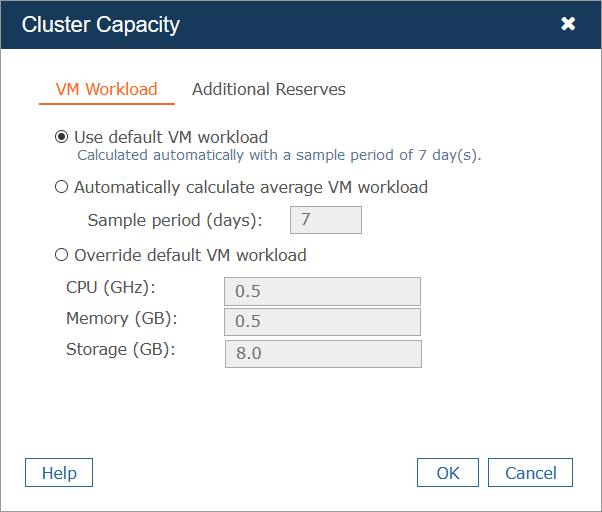 Cluster Capacity
VM Workload Additional Reserves
Use default VM workload
Calculated automatically with a sample period of 7 day(s).
Automatically calculate average VM workload
Sample period (days): 7
Override default VM workload
CPU (GHz): 0.5
Memory (GB): 0.5
Storage (GB): 8.0
Help OK Cancel